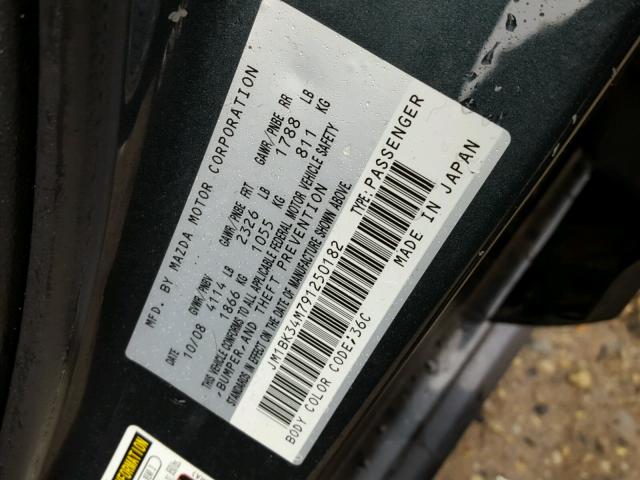 MFD. BY MAZDA MOTOR CORPORATION
10/08 GVWR/PNBV GAWR/PNBE FRT GAWR/PNBE RR
4114 LB 2326 LB 1788 LB
1866 KG 1055 KG 811 KG
THIS VEHICLE CONFORMS TO ALL APPLICABLE FEDERAL MOTOR VEHICLE SAFETY
,BUMPER,AND THEFT PREVENTION
STANDARDS IN EFFECT ON THE DATE OF MANUFACTURE SHOWN ABOVE.
JM1BK34M791250182 TYPE: PASSENGER
BODY COLOR CODE;36C MADE IN JAPAN
INFORMATION